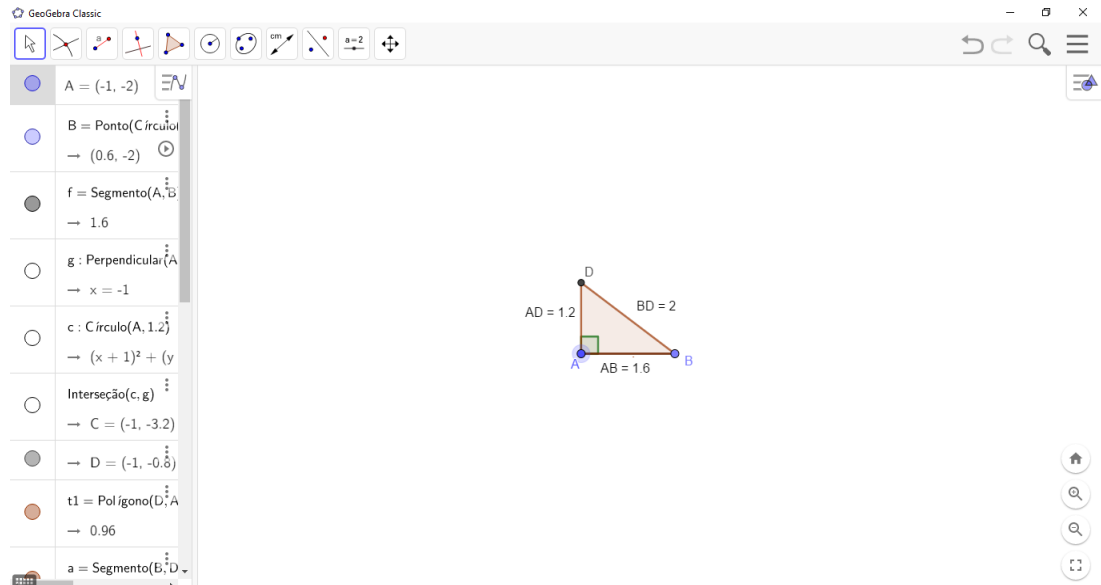 GeoGebra Classic
cm
a
a=2
A = (-1, -2)
B = Ponto(Círculo(
→ (0.6, -2)
f = Segmento(A, B
→ 1.6
g : Perpendicular(A
→ x = -1
c : Círculo(A, 1.2)
→ (x + 1)² + (y
Interseção(c, g)
→ C = (-1, -3.2)
→ D = (-1, -0.8)
t1 = Polígono(D, A
→ 0.96
a = Segmento(B, D
D
AD = 1.2
BD = 2
A
AB = 1.6
B